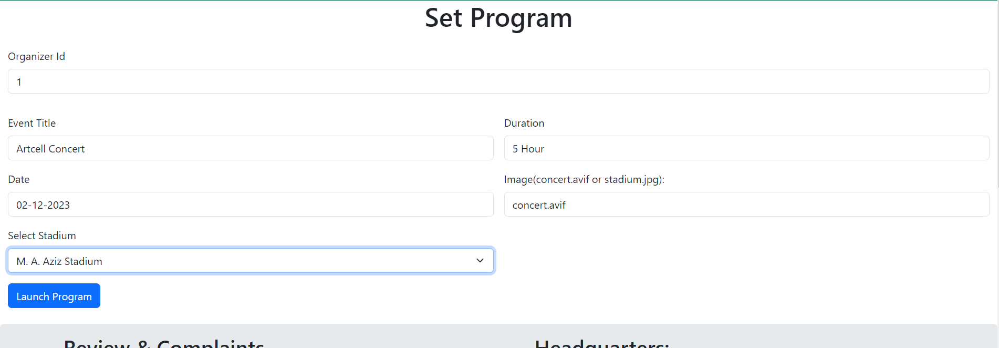 Set Program
Organizer Id
1
Event Title
Duration
Artcell Concert
5 Hour
Date
Image(concert.avif or stadium.jpg):
02-12-2023
concert.avif
Select Stadium
M. A. Aziz Stadium
Launch Program
Review & Complaints
Headquarters: